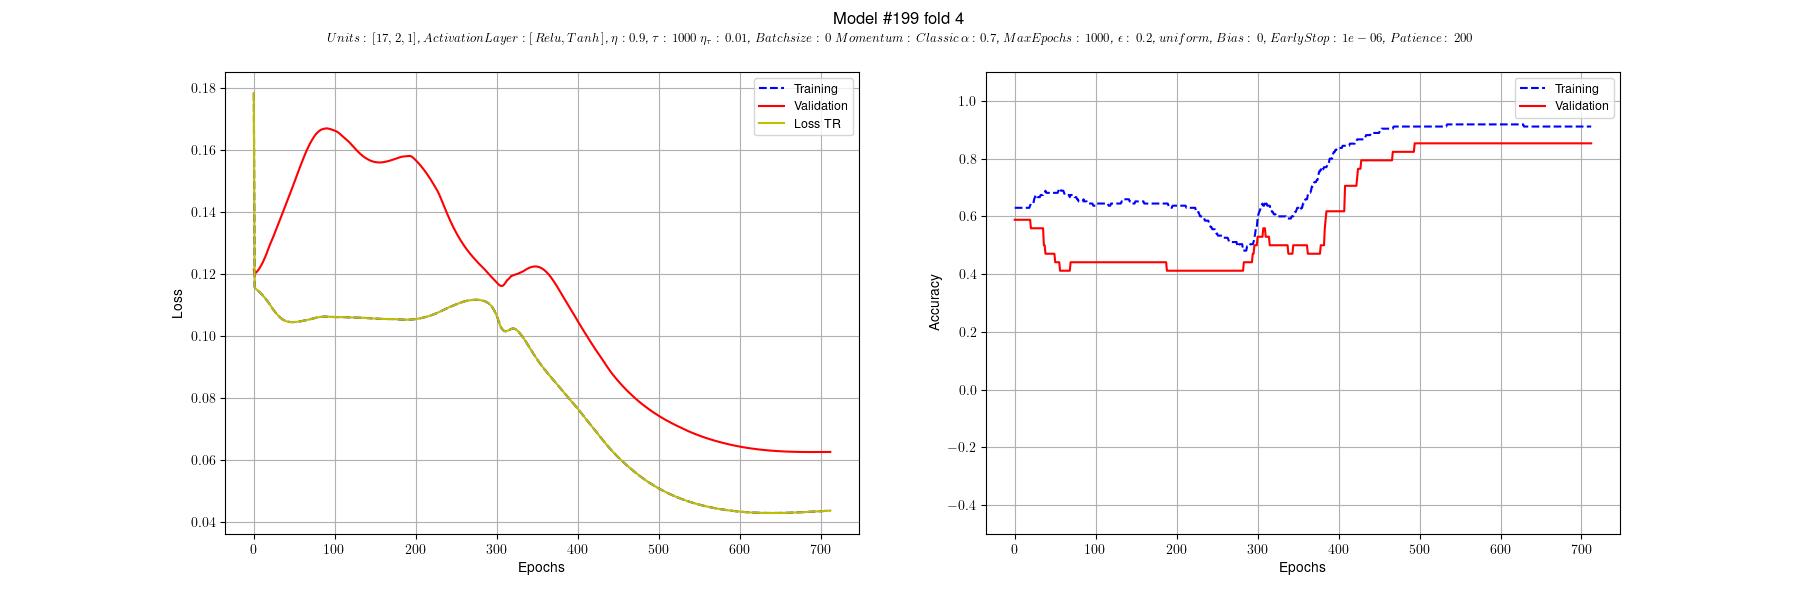 Model #199 fold 4
Units : [17, 2, 1], ActivationLayer : [ Relu, Tanh], η : 0.9, τ : 1000 ητ : 0.01, Batchsize : 0 Momentum : Classic α : 0.7, MaxEpochs : 1000, ϵ : 0.2, uniform, Bias : 0, EarlyStop : 1e − 06, Patience : 200
0.18
0.16
0.14
0.12
0.10
0.08
0.06
0.04
Loss
0 100 200 300 400 500 600 700
Epochs
Training
Validation
Loss TR
1.0
0.8
0.6
0.4
0.2
0.0
−0.2
−0.4
Accuracy
0 100 200 300 400 500 600 700
Epochs
Training
Validation